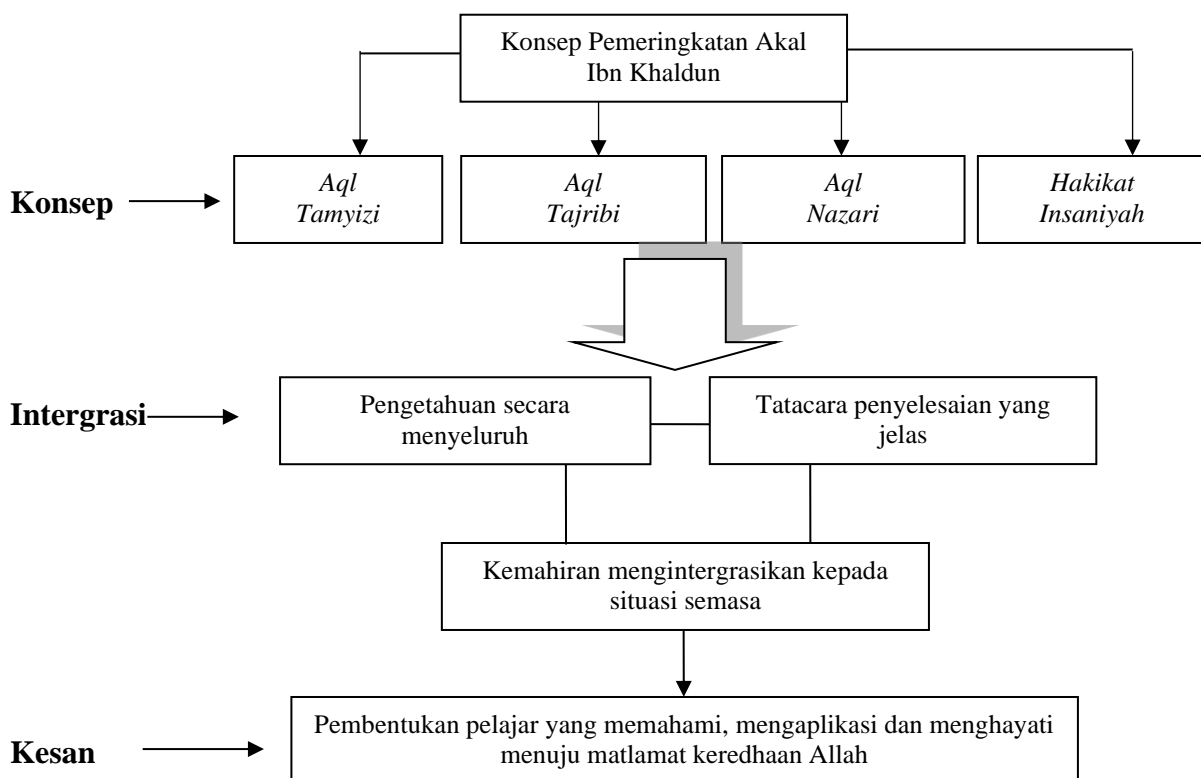 Konsep Pemeringkatan Akal
Ibn Khaldun
Konsep
Aql
Tamyizi
Aql
Tajribi
Aql
Nazari
Hakikat
Insaniyah
Intergrasi
Pengetahuan secara
menyeluruh
Tatacara penyelesaian yang
jelas
Kemahiran mengintergrasikan kepada
situasi semasa
Kesan
Pembentukan pelajar yang memahami, mengaplikasi dan menghayati
menuju matlamat keredhaan Allah